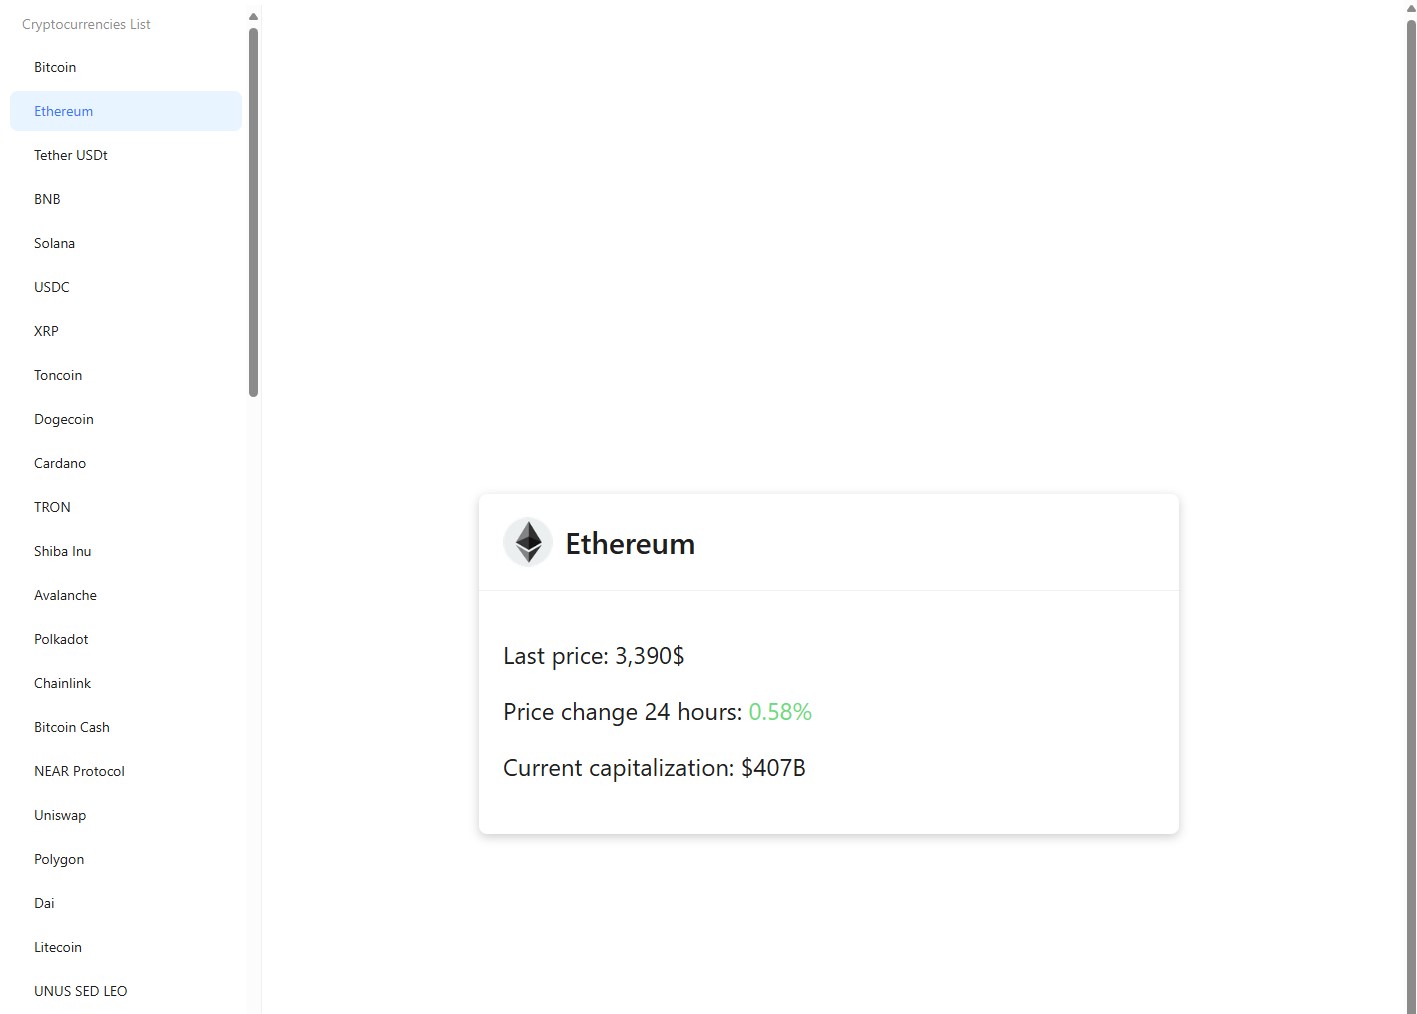 Cryptocurrencies List
Bitcoin
Ethereum
Tether USDt
BNB
Solana
USDC
XRP
Toncoin
Dogecoin
Cardano
TRON
Shiba Inu
Avalanche
Polkadot
Chainlink
Bitcoin Cash
NEAR Protocol
Uniswap
Polygon
Dai
Litecoin
UNUS SED LEO
Ethereum
Last price: 3,390$
Price change 24 hours: 0.58%
Current capitalization: $407B